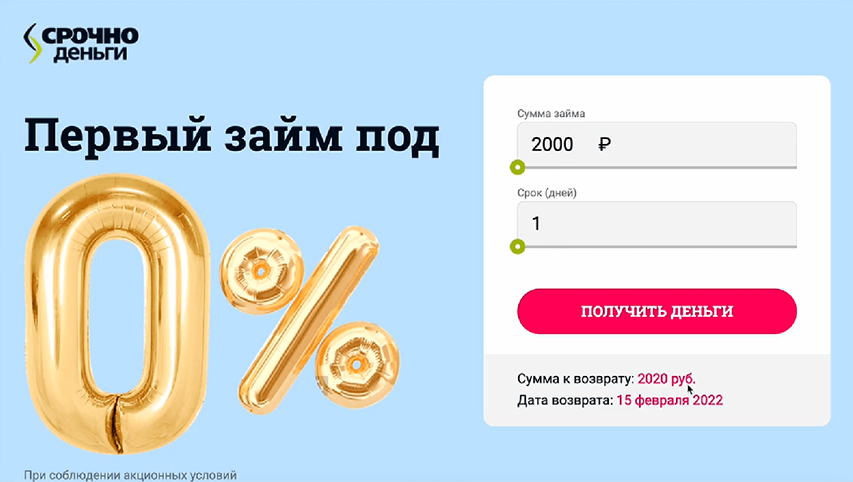 СРОЧНО
деньги
Первый займ под
0%
При соблюдении акционных условий
Сумма займа
2000 ₽
Срок (дней)
1
ПОЛУЧИТЬ ДЕНЬГИ
Сумма к возврату: 2020 руб.
Дата возврата: 15 февраля 2022